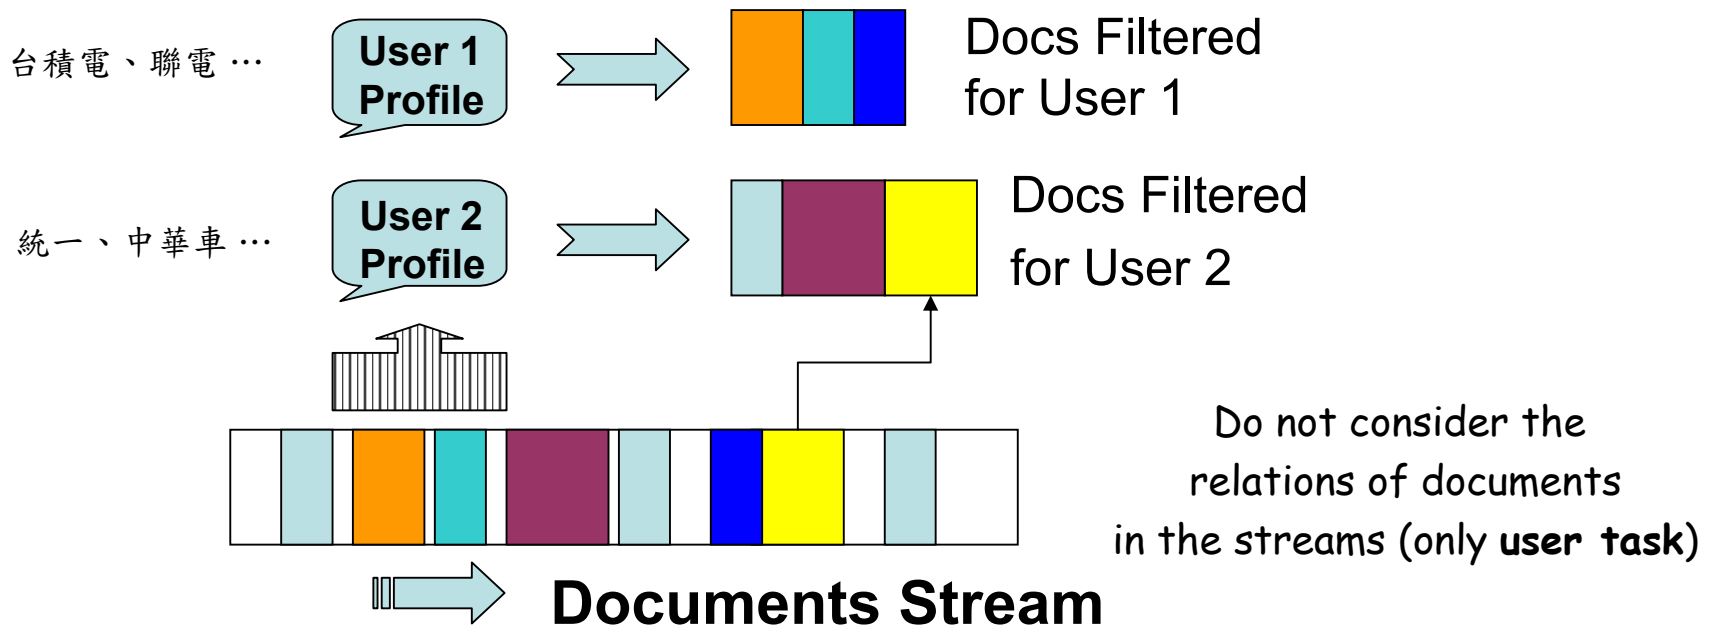 台積電、聯電…
User 1
Profile
Docs Filtered
for User 1
統一、中華車…
User 2
Profile
Docs Filtered
for User 2
Do not consider the
relations of documents
in the streams (only user task)
Documents Stream